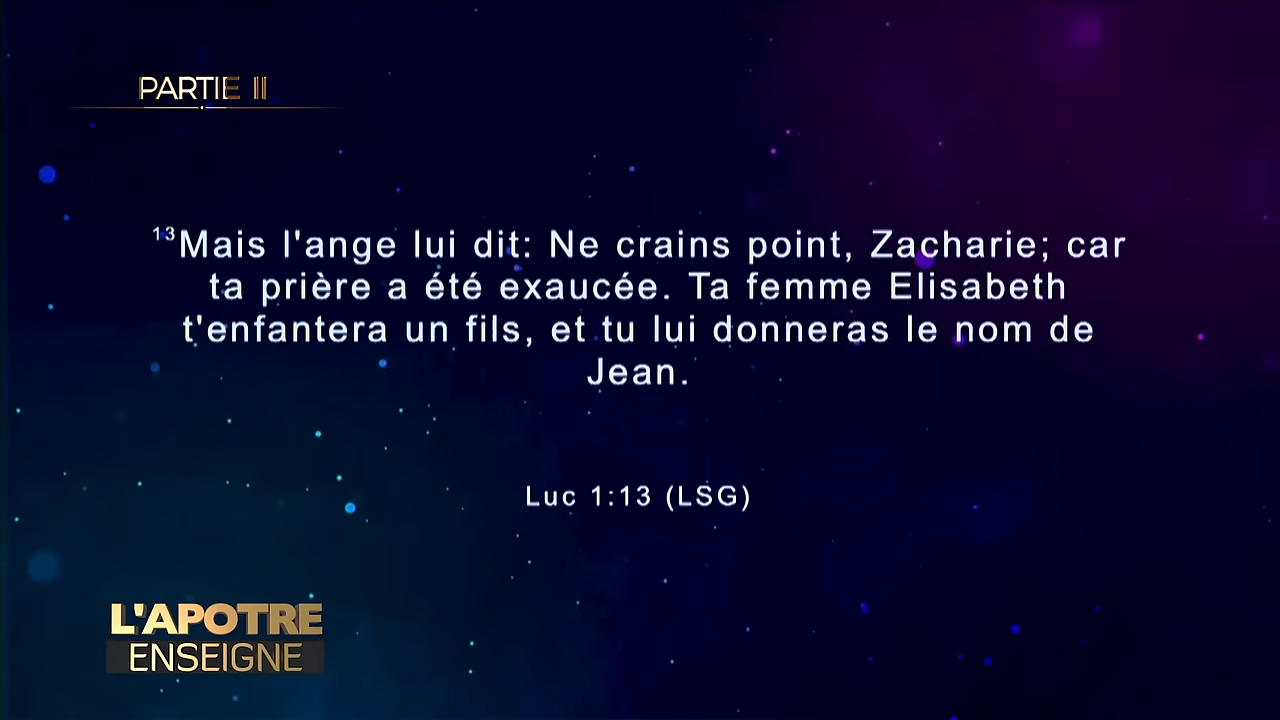 PARTIE II
¹³Mais l'ange lui dit: Ne crains point, Zacharie; car
ta prière a été exaucée. Ta femme Elisabeth
t'enfantera un fils, et tu lui donneras le nom de
Jean.
Luc 1:13 (LSG)
L'APOTRE
ENSEIGNE